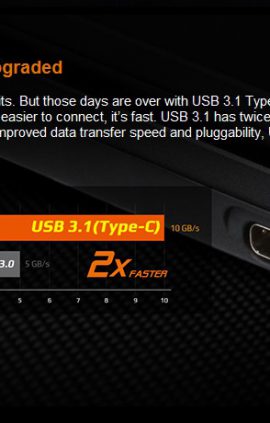 graded
its. But those days are over with USB 3.1 Type
easier to connect, it's fast. USB 3.1 has twice
mproved data transfer speed and pluggability, U
USB 3.1(Type-C) 10 GB/s
3.0 5 GB/s
2X FASTER
5 6 7 8 9 10